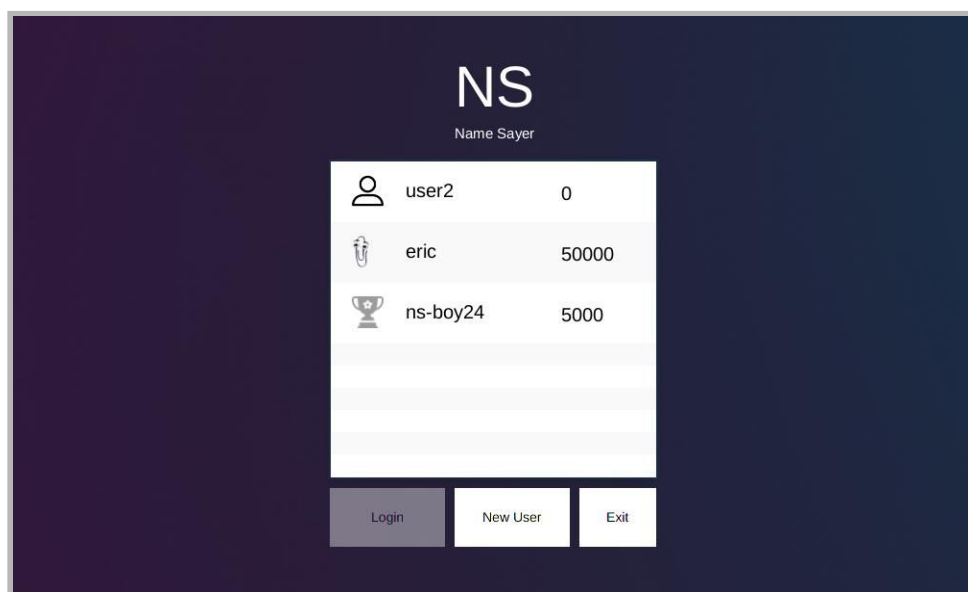 NS
Name Sayer
user2 0
eric 50000
ns-boy24 5000
Login New User Exit